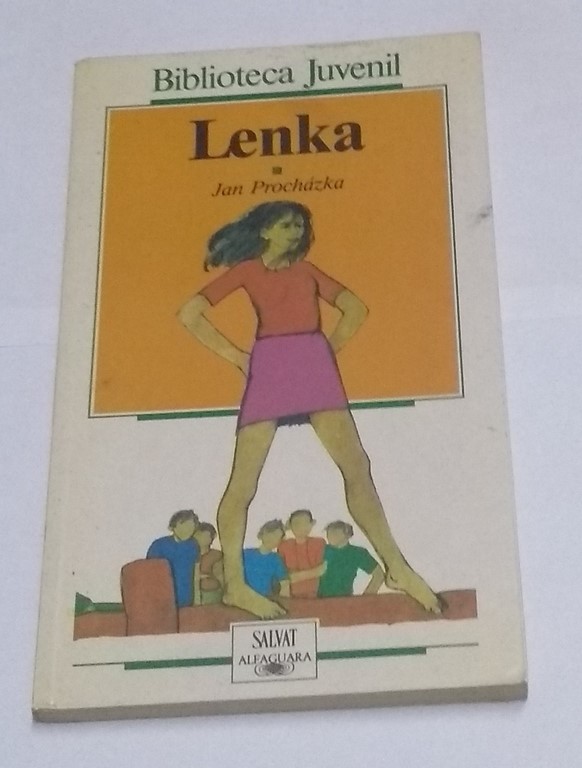 Biblioteca Juvenil
Lenka
Jan Procházka
SALVAT
ALFAGUARA